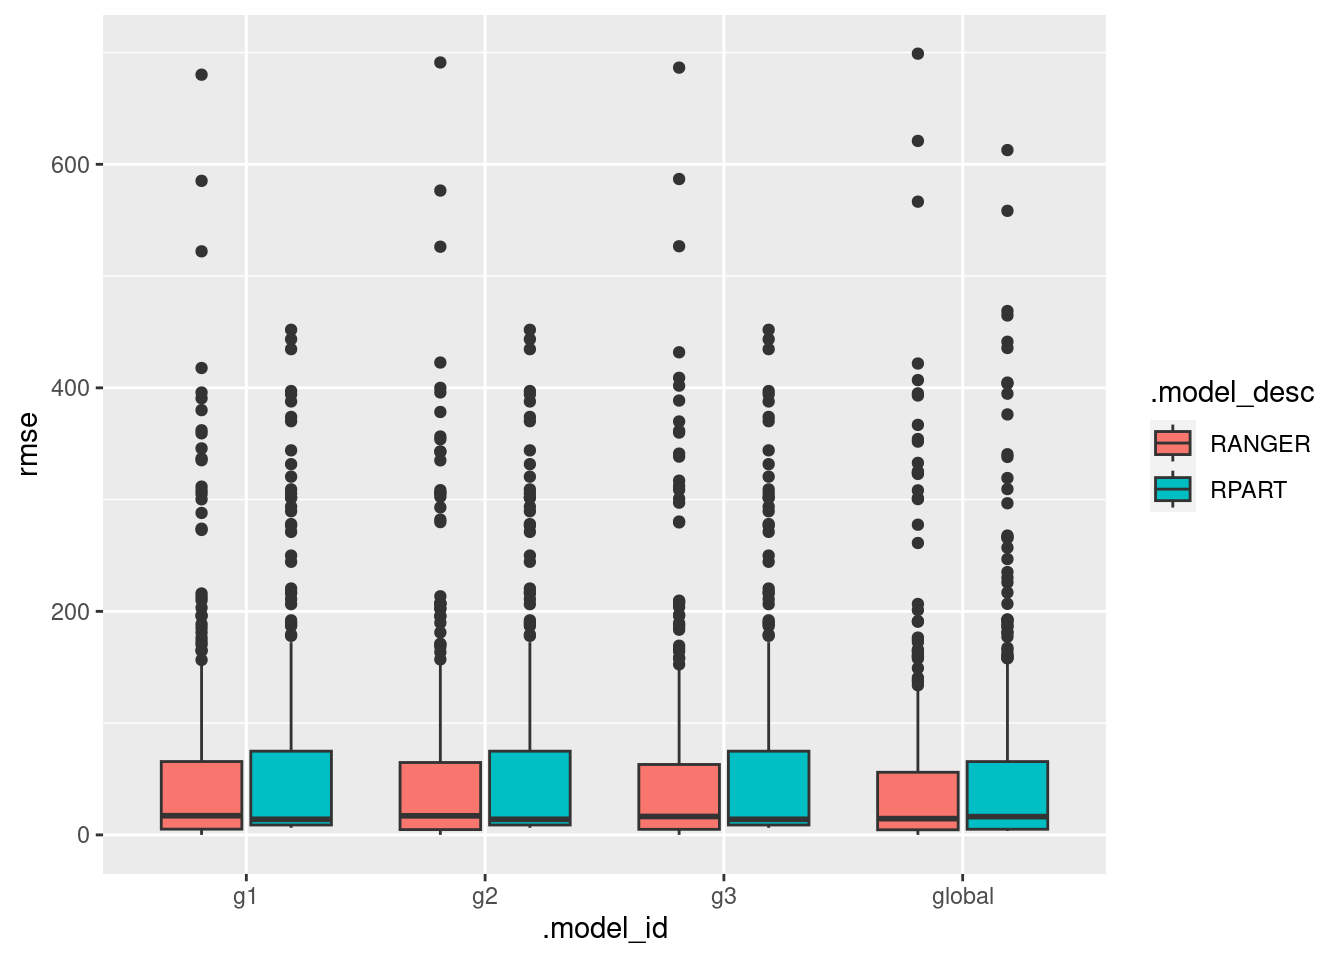 600
400
200
0
rmse
g1
g2
g3
global
.model_id
.model_desc
RANGER
RPART